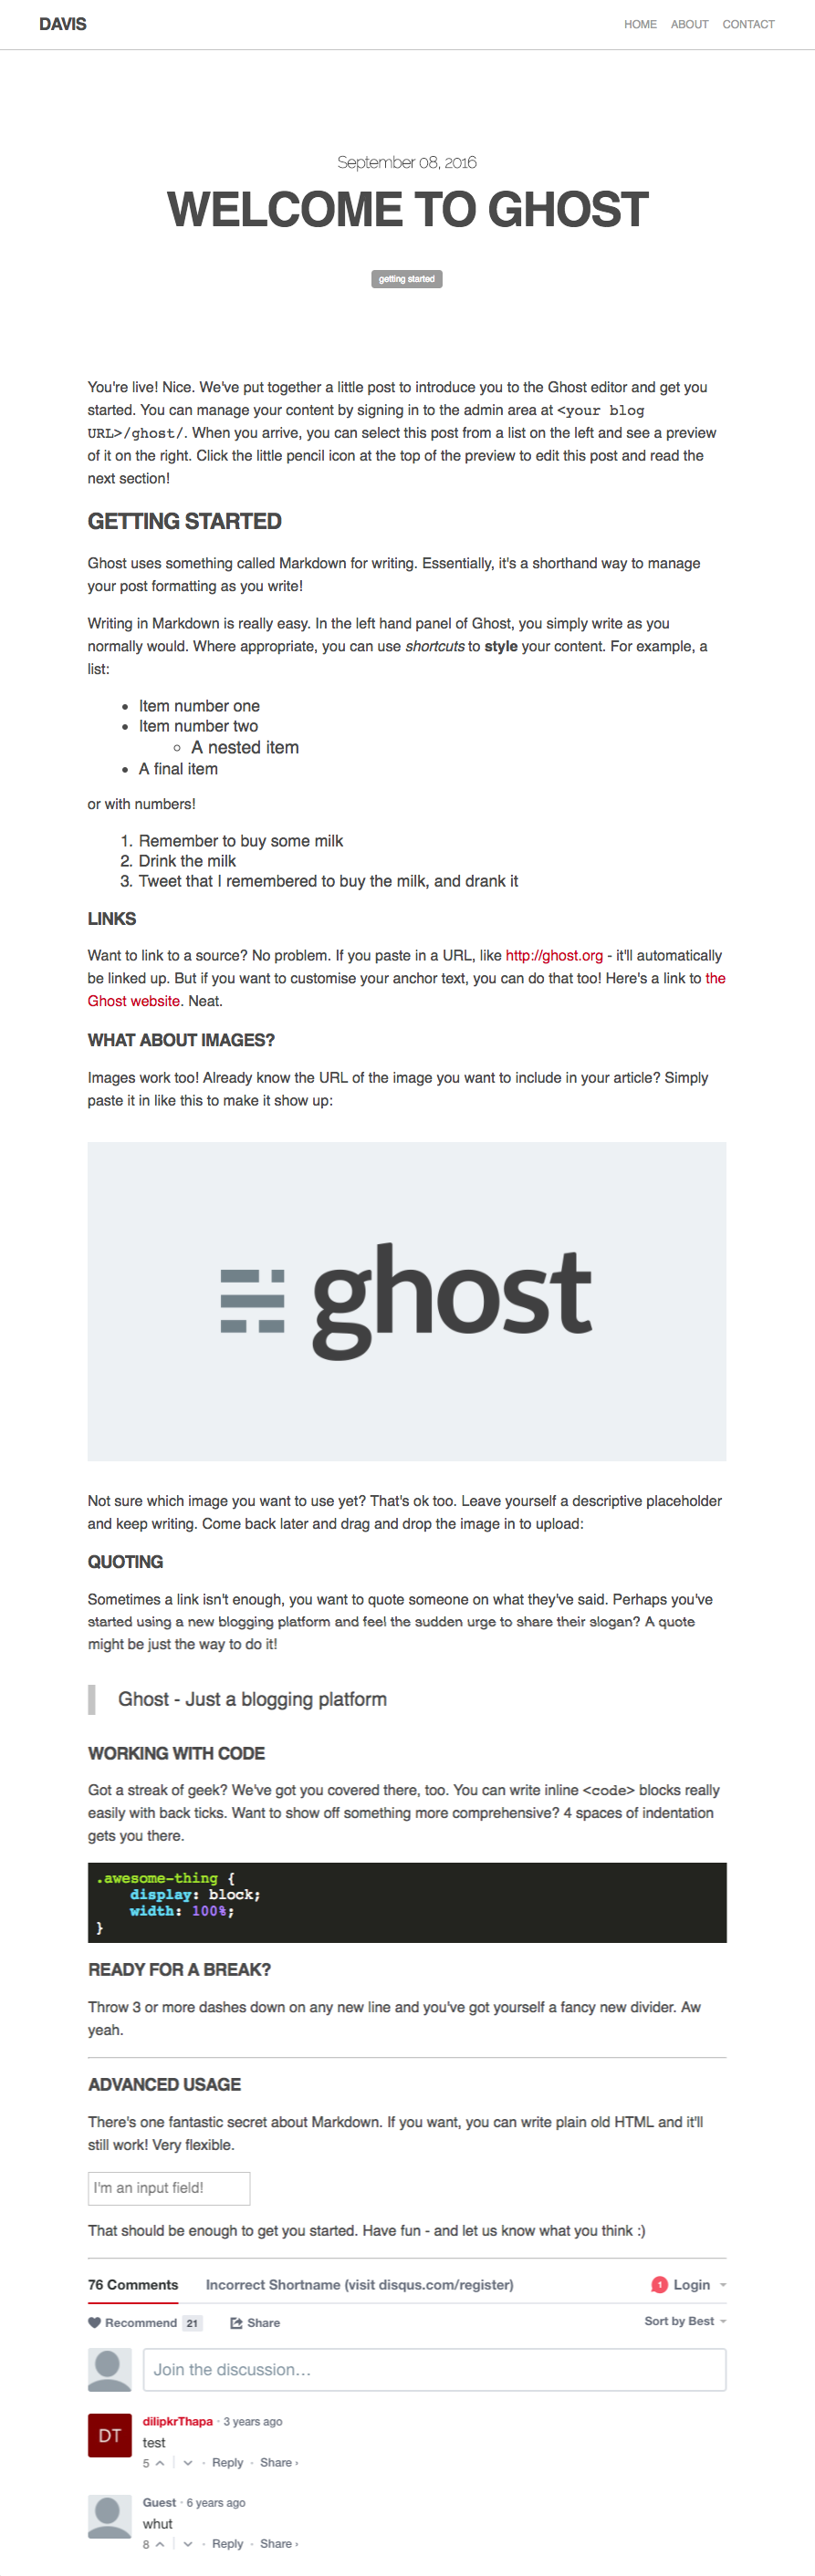 DAVIS
HOME ABOUT CONTACT
September 08, 2016
WELCOME TO GHOST
getting started
You're live! Nice. We've put together a little post to introduce you to the Ghost editor and get you
started. You can manage your content by signing in to the admin area at <your blog
URL>/ghost/. When you arrive, you can select this post from a list on the left and see a preview
of it on the right. Click the little pencil icon at the top of the preview to edit this post and read the
next section!
GETTING STARTED
Ghost uses something called Markdown for writing. Essentially, it's a shorthand way to manage
your post formatting as you write!
Writing in Markdown is really easy. In the left hand panel of Ghost, you simply write as you
normally would. Where appropriate, you can use shortcuts to style your content. For example, a
list:
• Item number one
• Item number two
◦ A nested item
• A final item
or with numbers!
1. Remember to buy some milk
2. Drink the milk
3. Tweet that I remembered to buy the milk, and drank it
LINKS
Want to link to a source? No problem. If you paste in a URL, like http://ghost.org - it'll automatically
be linked up. But if you want to customise your anchor text, you can do that too! Here's a link to the
Ghost website. Neat.
WHAT ABOUT IMAGES?
Images work too! Already know the URL of the image you want to include in your article? Simply
paste it in like this to make it show up:
ghost
Not sure which image you want to use yet? That's ok too. Leave yourself a descriptive placeholder
and keep writing. Come back later and drag and drop the image in to upload:
QUOTING
Sometimes a link isn't enough, you want to quote someone on what they've said. Perhaps you've
started using a new blogging platform and feel the sudden urge to share their slogan? A quote
might be just the way to do it!
Ghost - Just a blogging platform
WORKING WITH CODE
Got a streak of geek? We've got you covered there, too. You can write inline <code> blocks really
easily with back ticks. Want to show off something more comprehensive? 4 spaces of indentation
gets you there.
.awesome-thing {
display: block;
width: 100%;
}
READY FOR A BREAK?
Throw 3 or more dashes down on any new line and you've got yourself a fancy new divider. Aw
yeah.
ADVANCED USAGE
There's one fantastic secret about Markdown. If you want, you can write plain old HTML and it'll
still work! Very flexible.
I'm an input field!
That should be enough to get you started. Have fun - and let us know what you think :)
76 Comments Incorrect Shortname (visit disqus.com/register) 1 Login
Recommend 21 Share Sort by Best
Join the discussion…
DT
dilipkrThapa · 3 years ago
test
5 · Reply · Share ›
Guest · 6 years ago
whut
8 · Reply · Share ›